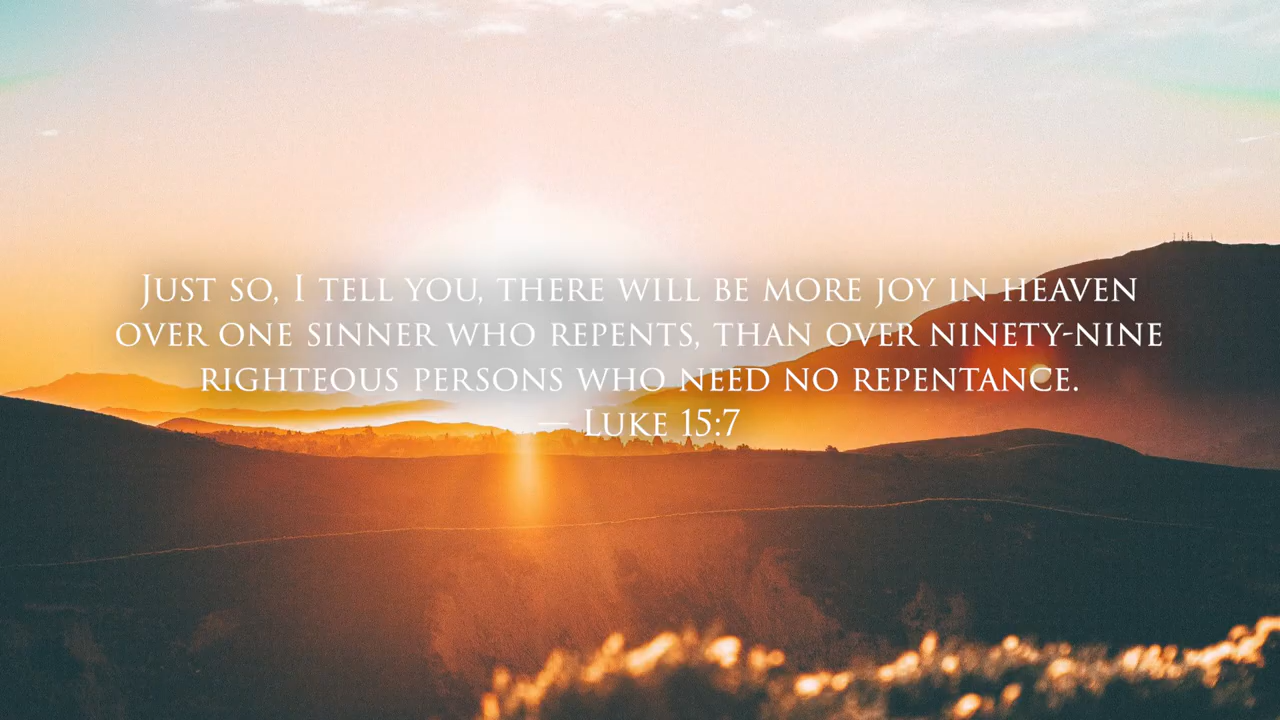 Just so, I tell you, there will be more joy in heaven
over one sinner who repents, than over ninety-nine
righteous persons who need no repentance.
— Luke 15:7